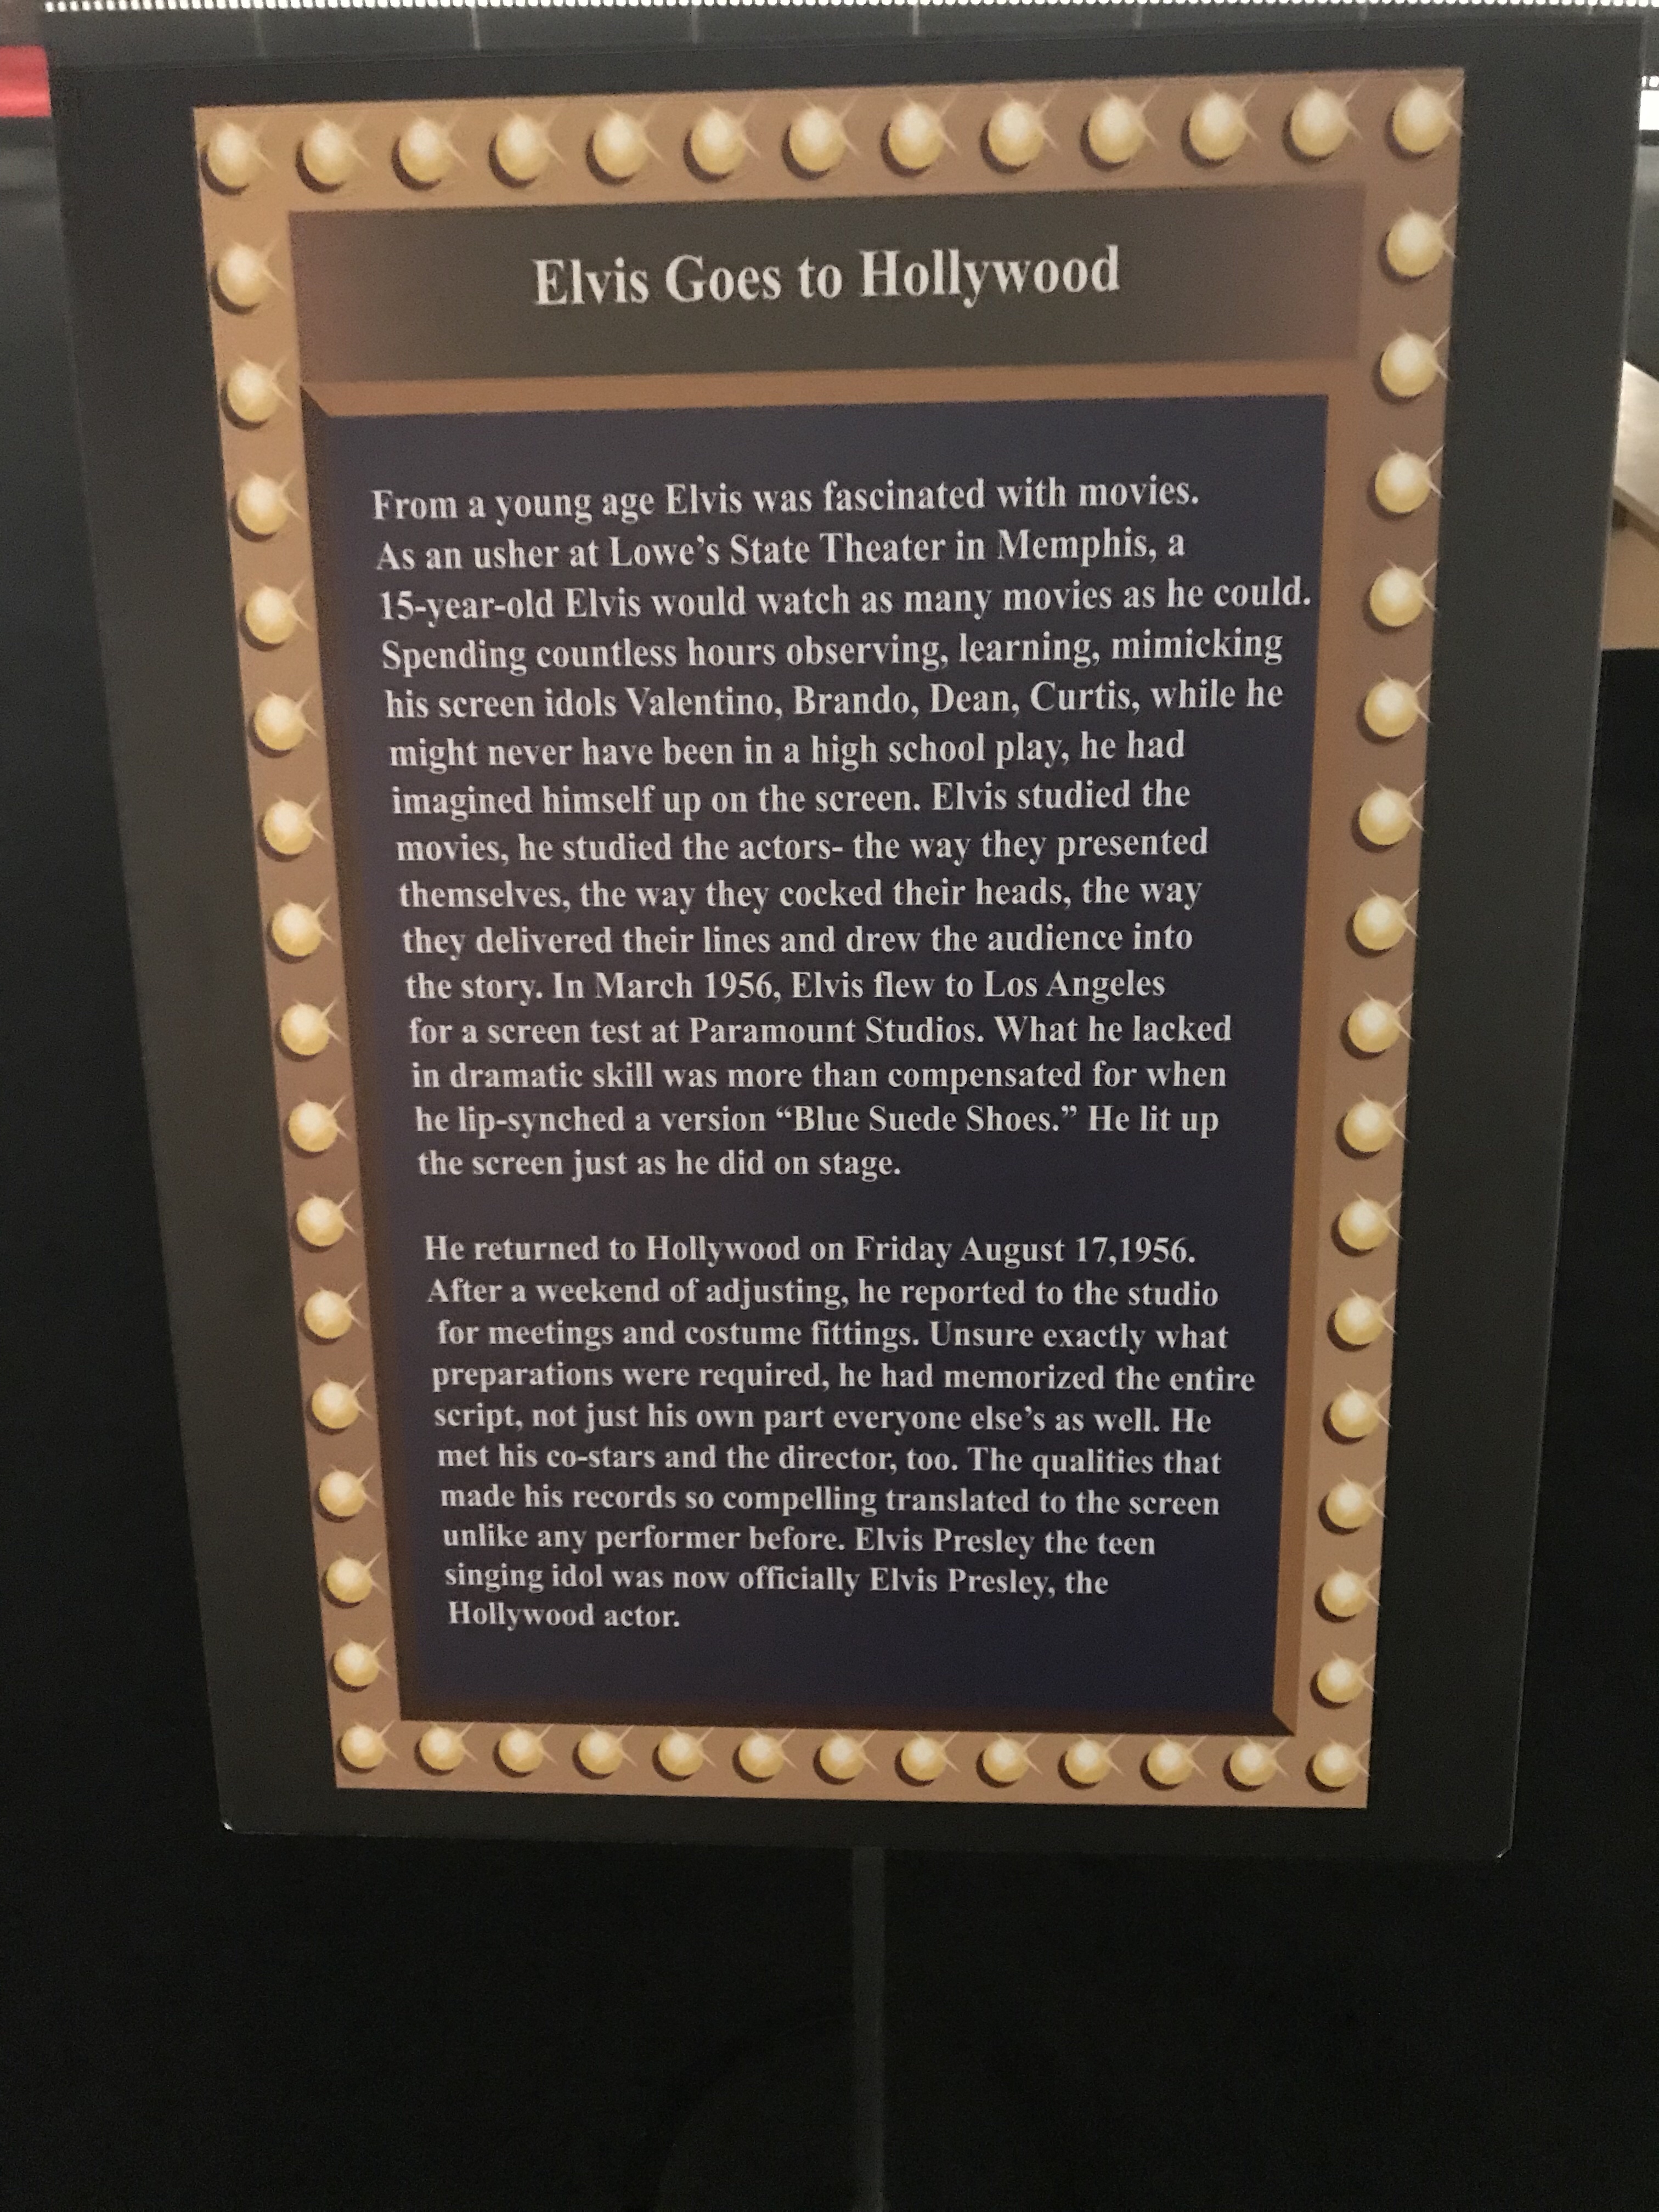 Elvis Goes to Hollywood
From a young age Elvis was fascinated with movies.
As an usher at Lowe's State Theater in Memphis, a
15-year-old Elvis would watch as many movies as he could.
Spending countless hours observing, learning, mimicking
his screen idols Valentino, Brando, Dean, Curtis, while he
might never have been in a high school play, he had
imagined himself up on the screen. Elvis studied the
movies, he studied the actors- the way they presented
themselves, the way they cocked their heads, the way
they delivered their lines and drew the audience into
the story. In March 1956, Elvis flew to Los Angeles
for a screen test at Paramount Studios. What he lacked
in dramatic skill was more than compensated for when
he lip-synched a version “Blue Suede Shoes.” He lit up
the screen just as he did on stage.
He returned to Hollywood on Friday August 17,1956.
After a weekend of adjusting, he reported to the studio
for meetings and costume fittings. Unsure exactly what
preparations were required, he had memorized the entire
script, not just his own part everyone else's as well. He
met his co-stars and the director, too. The qualities that
made his records so compelling translated to the screen
unlike any performer before. Elvis Presley the teen
singing idol was now officially Elvis Presley, the
Hollywood actor.